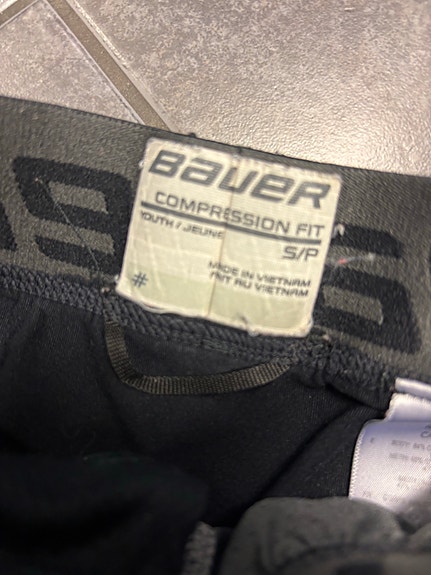 BAUER
COMPRESSION FIT
YOUTH / JEUNE
S/P
MADE IN VIETNAM
FAIT AU VIETNAM
#